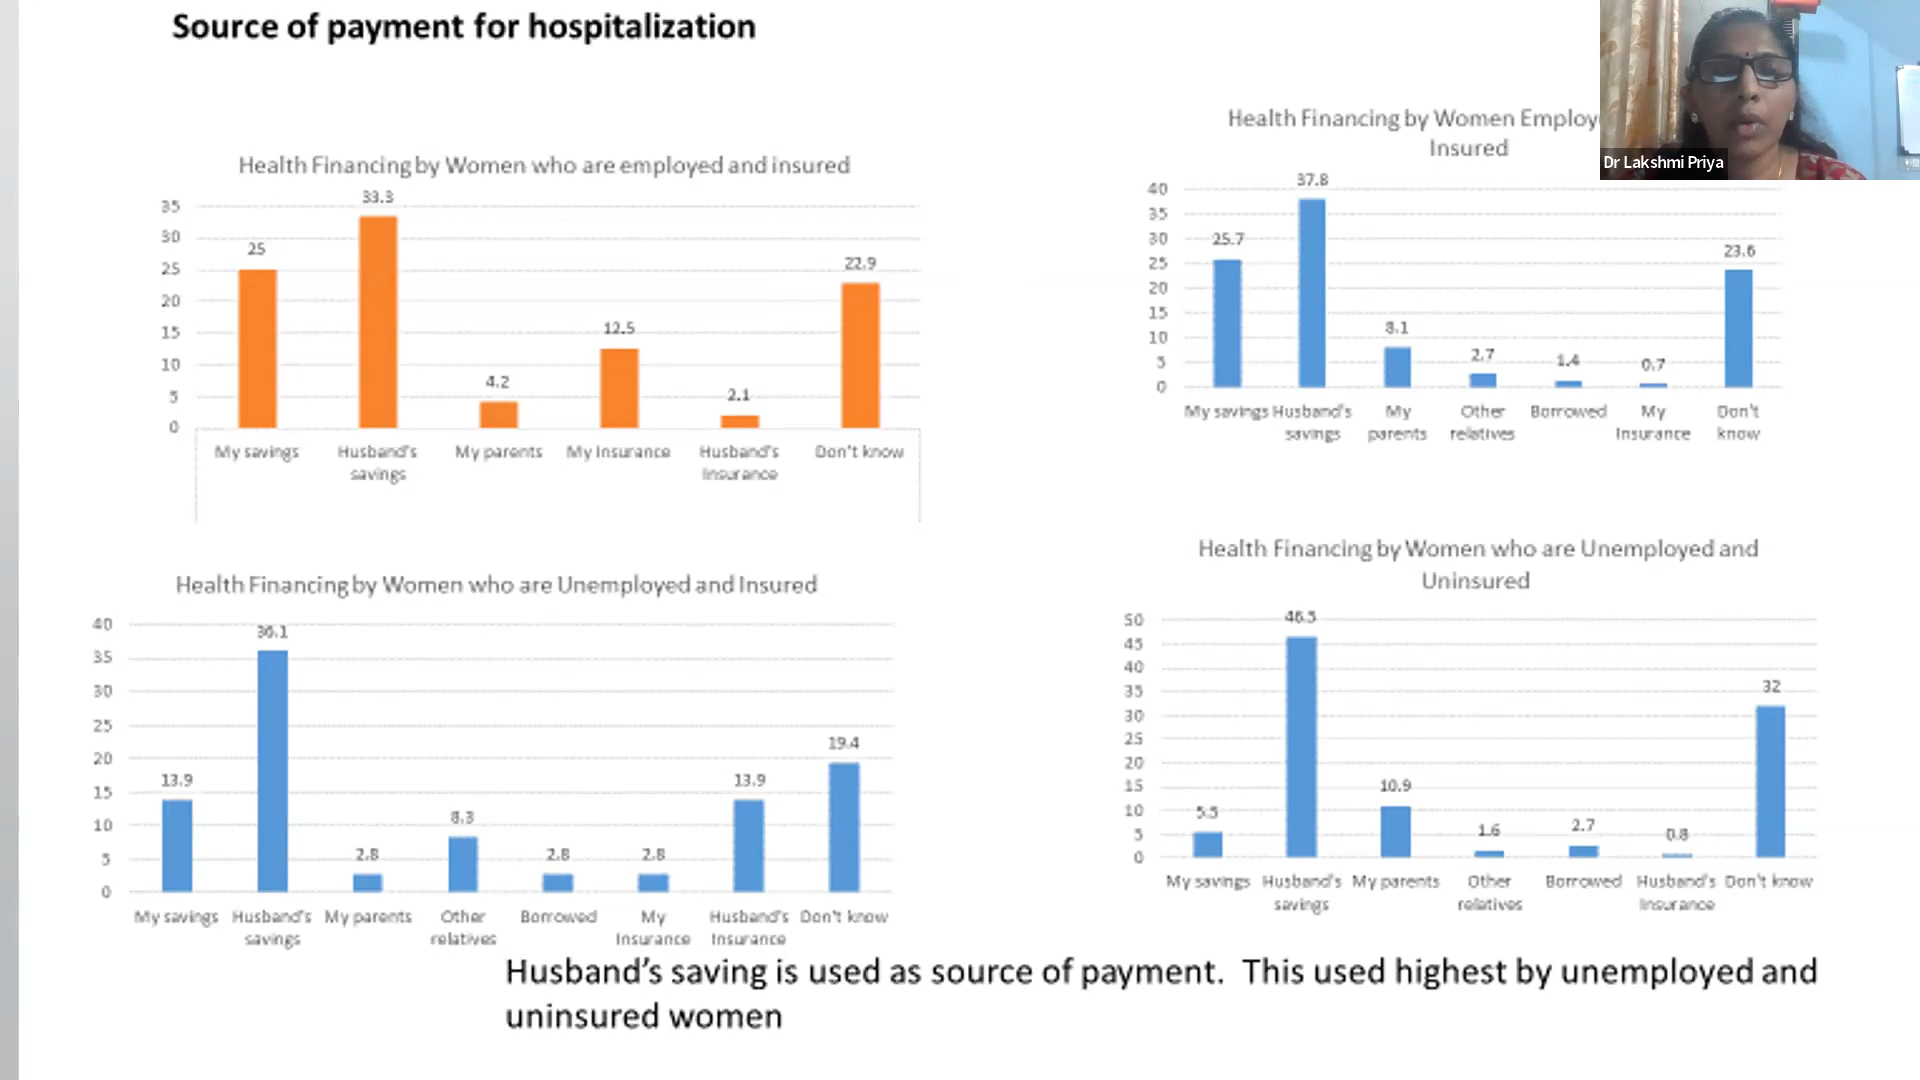 Source of payment for hospitalization
Health Financing by Women who are employed and insured
35
30
25
20
15
10
5
0
25
33.3
4.2
12.5
2.1
22.9
My savings
Husband's
savings
My parents
My Insurance
Husband's
Insurance
Don't know
Health Financing by Women
Insured
40
35
30
25
20
15
10
5
0
25.7
37.8
8.1
2.7
1.4
0.7
23.6
My savings
Husband's
savings
My
parents
Other
relatives
Borrowed
My
Insurance
Don't
know
Dr Lakshmi Priya
Health Financing by Women who are Unemployed and Insured
40
35
30
25
20
15
10
5
0
13.9
36.1
2.8
8.3
2.8
2.8
13.9
19.4
My savings
Husband's
savings
My parents
Other
relatives
Borrowed
My
Insurance
Husband's
Insurance
Don't know
Health Financing by Women who are Unemployed and
Uninsured
50
45
40
35
30
25
20
15
10
5
0
5.5
46.5
10.9
1.6
2.7
0.8
32
My savings
Husband's
savings
My parents
Other
relatives
Borrowed
Husband's
Insurance
Don't know
Husband’s saving is used as source of payment. This used highest by unemployed and
uninsured women